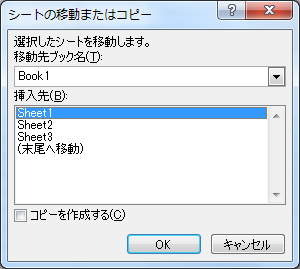 シートの移動またはコピー
選択したシートを移動します。
移動先ブック名(T):
Book1
挿入先(B):
Sheet1
Sheet2
Sheet3
(末尾へ移動)
コピーを作成する(C)
OK キャンセル